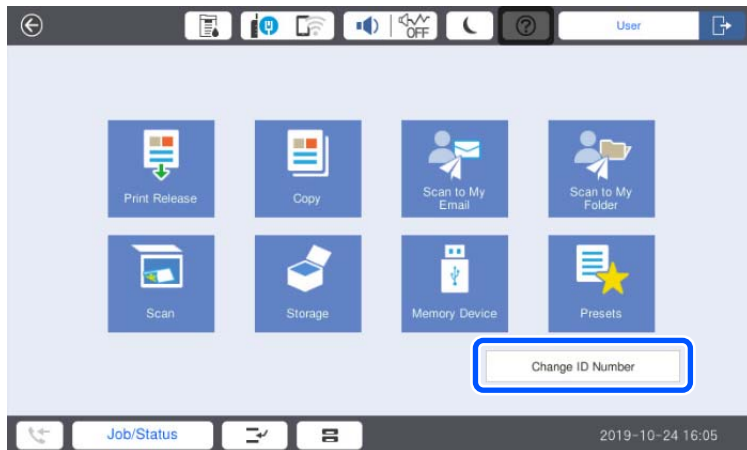 OFF
User
Print Release
Copy
Scan to My
Email
Scan to My
Folder
Scan
Storage
Memory Device
Presets
Change ID Number
Job/Status
2019-10-24 16:05